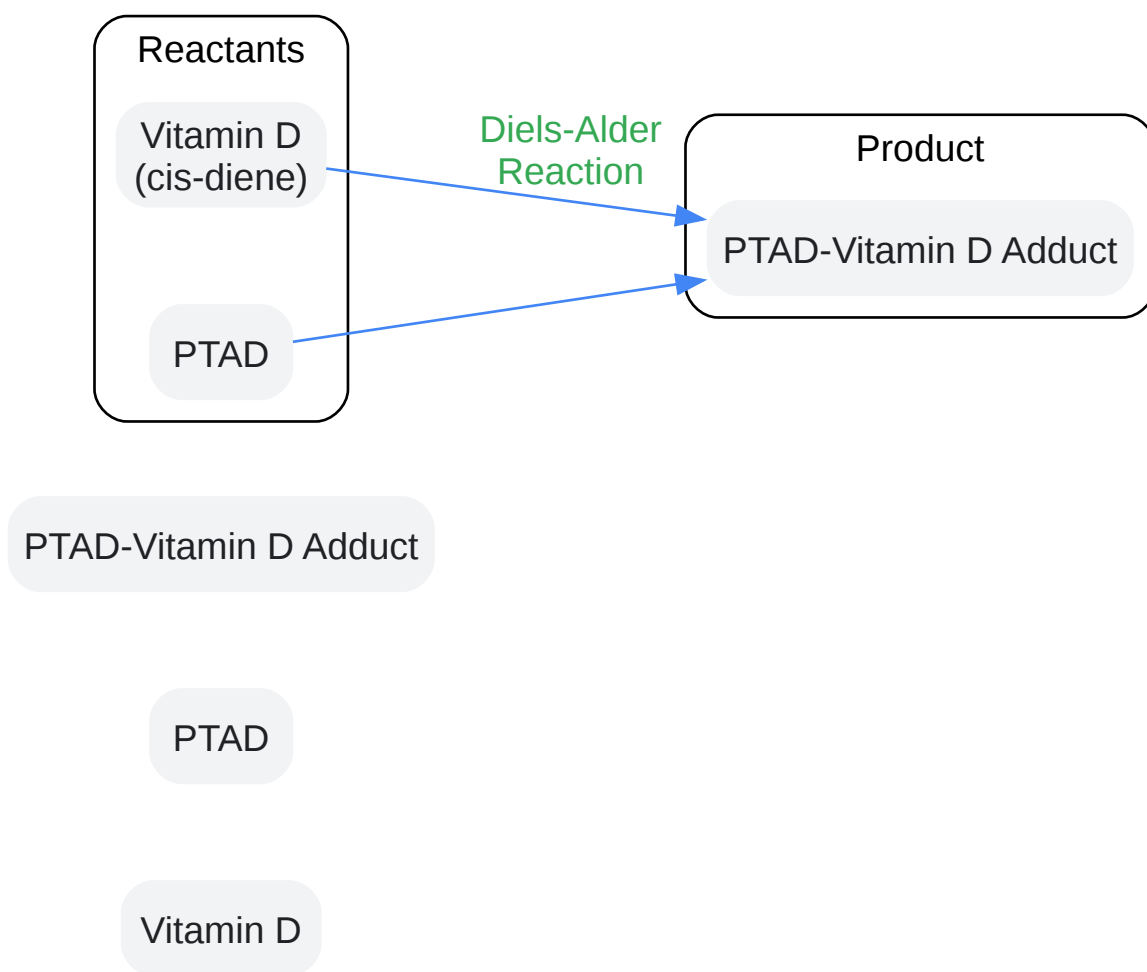 Reactants
Vitamin D
(cis-diene)
PTAD
Diels-Alder
Reaction
Product
PTAD-Vitamin D Adduct
PTAD-Vitamin D Adduct
PTAD
Vitamin D